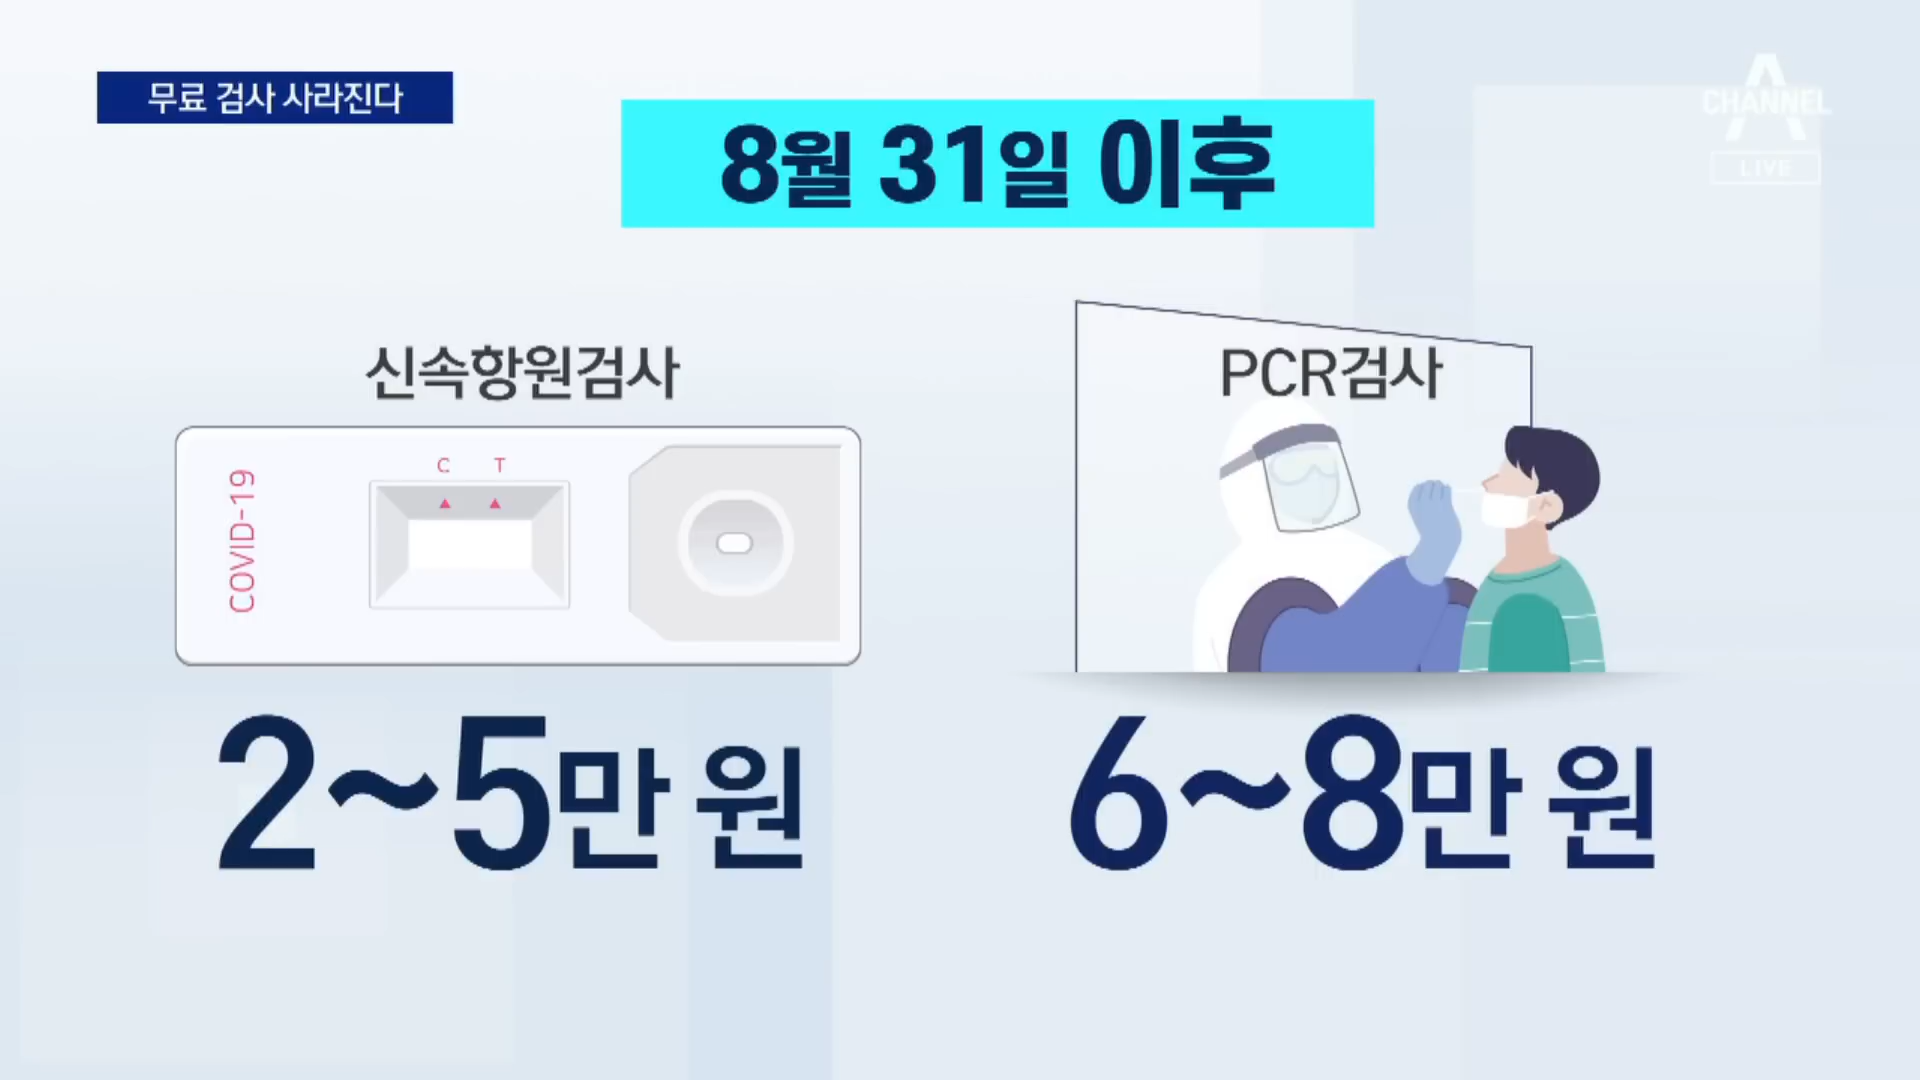 무료 검사 사라진다
CHANNEL A
LIVE
8월 31일 이후
신속항원검사
PCR검사
COVID-19
C T
2~5만 원
6~8만 원